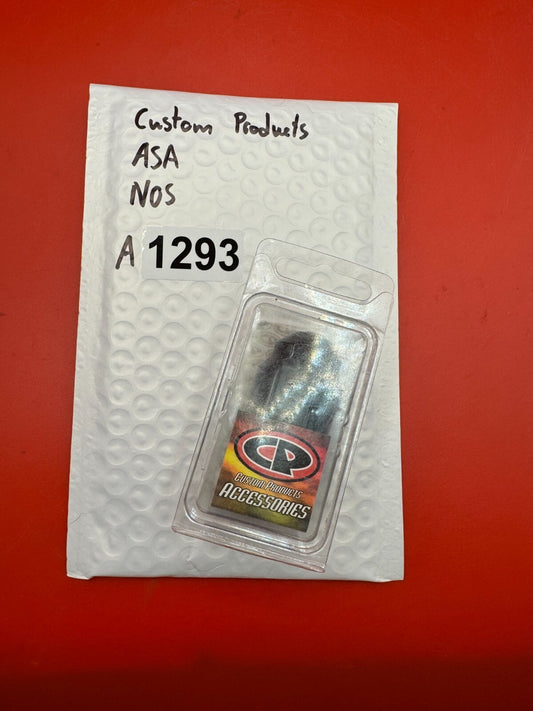 Custom Products
ASA
NOS
A 1293
CP
CUSTOM PRODUCTS
ACCESSORIES